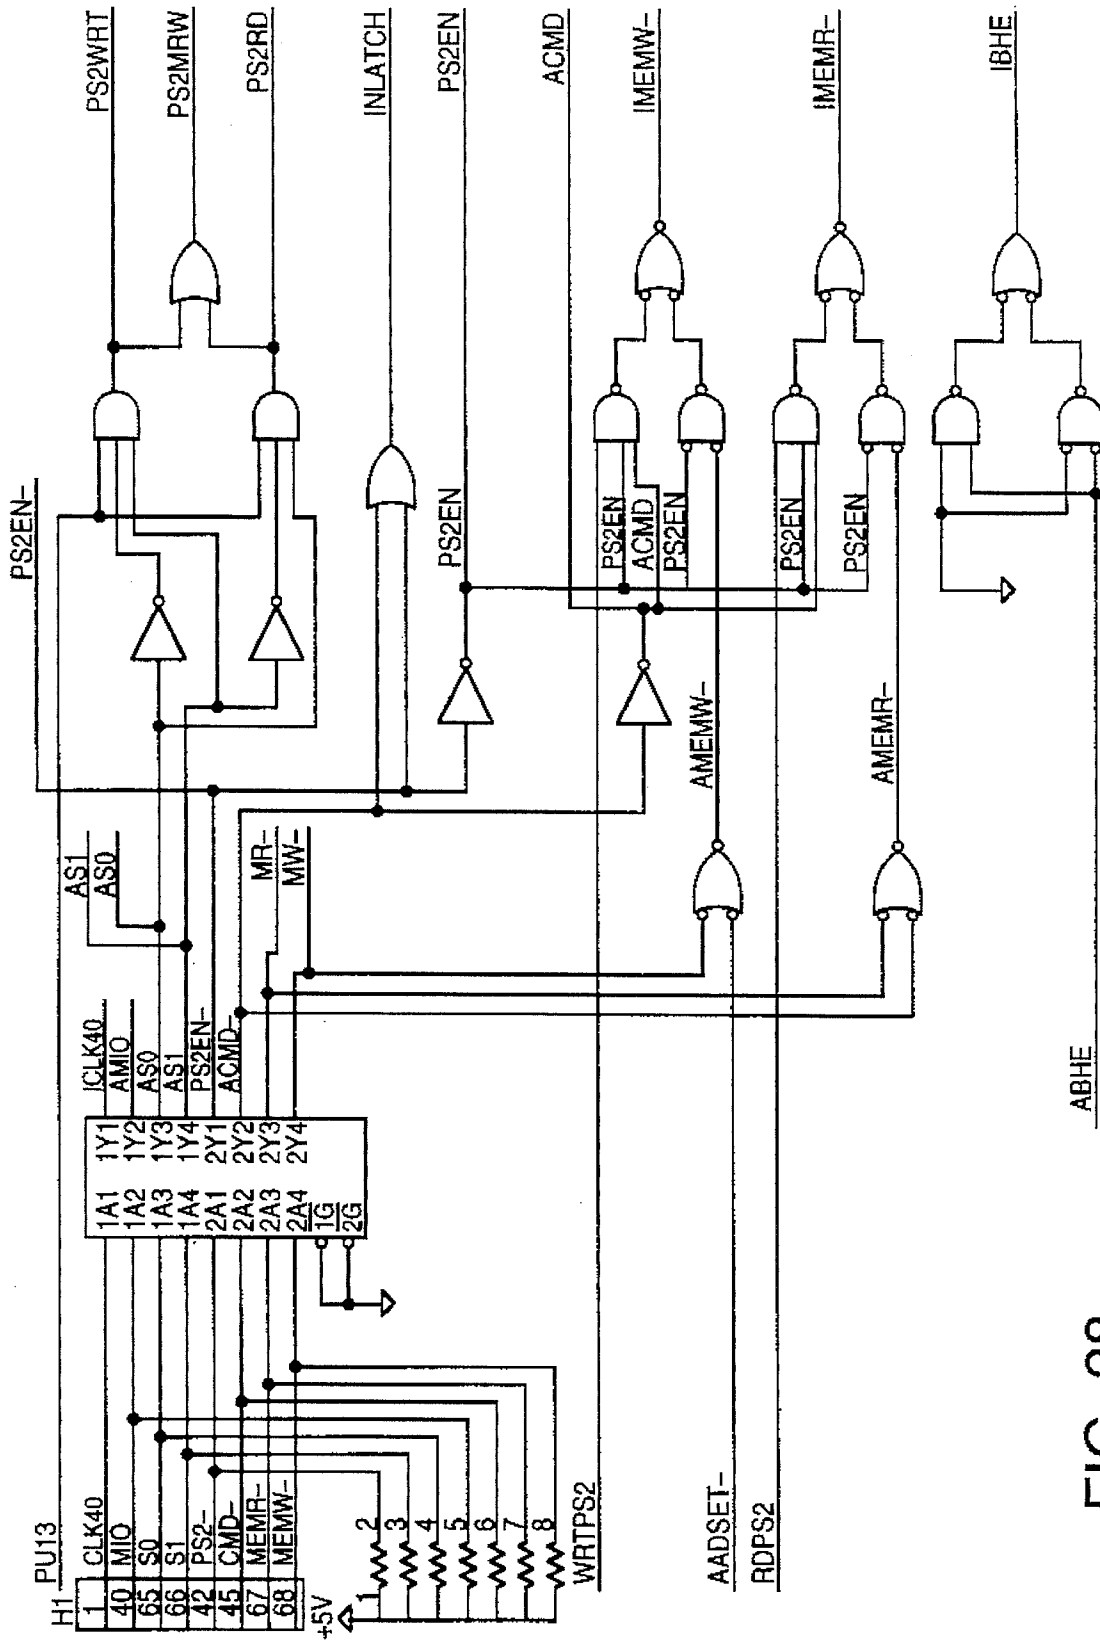 PU13
H1
1 CLK40
40 MIO
65 S0
66 S1
42 PS2-
45 CMD-
67 MEMR-
68 MEMW-
+5V
1
2
3
4
5
6
7
8
1A1 1Y1
1A2 1Y2
1A3 1Y3
1A4 1Y4
2A1 2Y1
2A2 2Y2
2A3 2Y3
2A4 2Y4
1G
2G
ICLK40
AMIO
AS0
AS1
PS2EN-
ACMD-
AS1
AS0
MR-
MW-
PS2EN-
PS2WRT
PS2MRW
PS2RD
INLATCH
PS2EN
PS2EN
ACMD
WRTPS2
PS2EN
ACMD
PS2EN
IMEMW-
AADSET-
AMEMW-
RDPS2
PS2EN
PS2EN
IMEMR-
AMEMR-
ABHE
IBHE